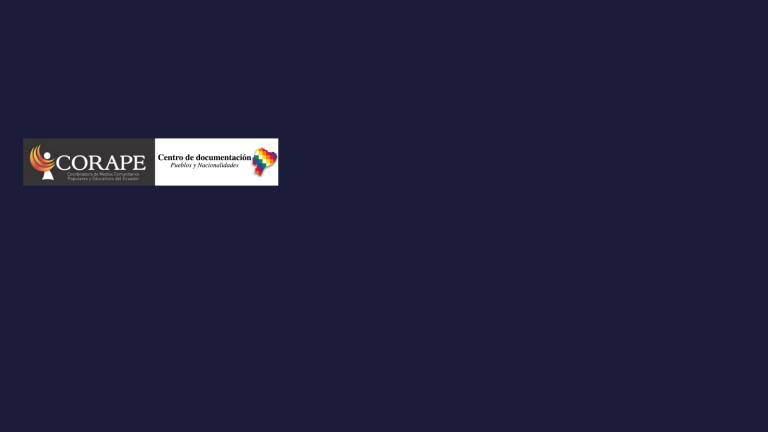 CORAPE
Coordinadora de Medios Comunitarios
Populares y Educativos del Ecuador
Centro de documentación
Pueblos y Nacionalidades